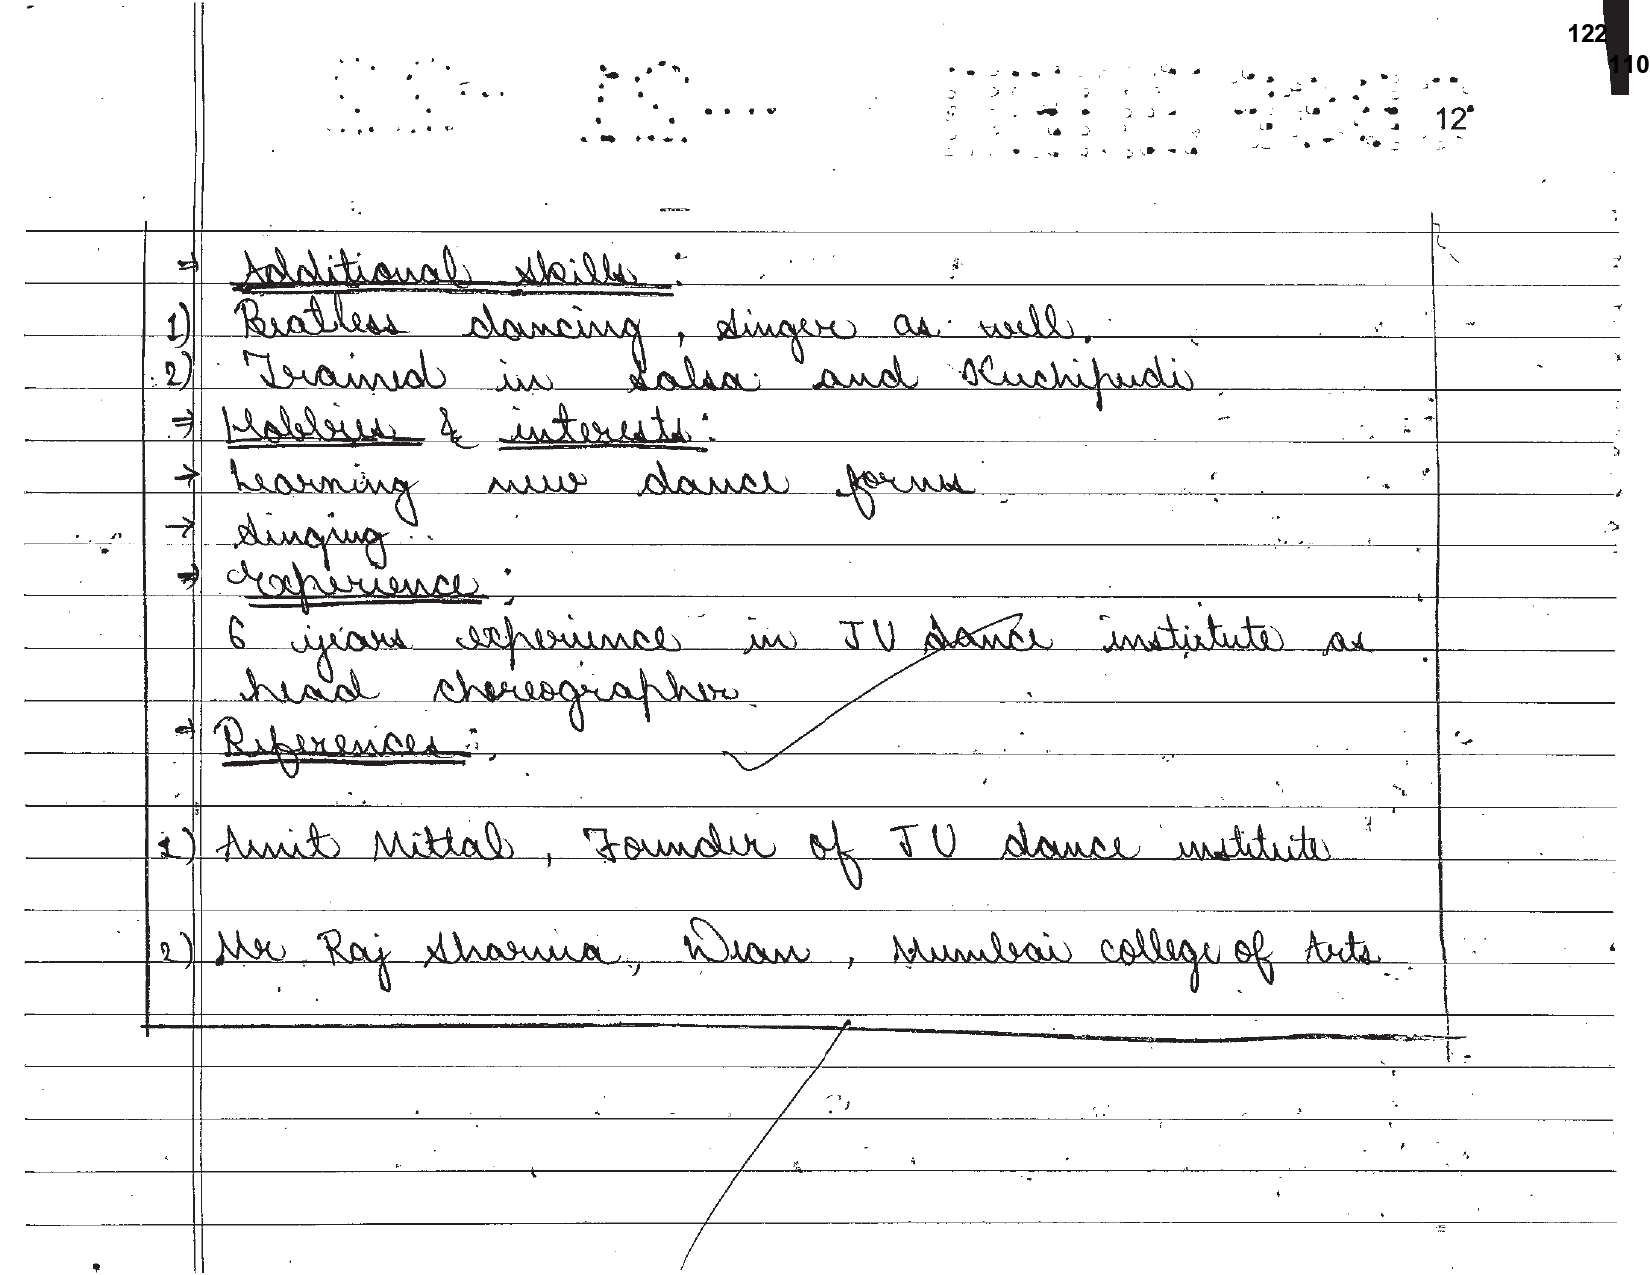 122
110
12
⇒ Additional skills :
1) Beatless dancing, singer as well.
2) Trained in salsa and Kuchipudi
⇒ Hobbies & interests :
→ Learning new dance forms
→ Singing
⇒ Experience :
6 years experience in JV dance institute as
head choreographer.
⇒ References :
1) Amit Mittal, Founder of JV dance institute
2) Mr Raj Sharma, Dean, Mumbai college of Arts